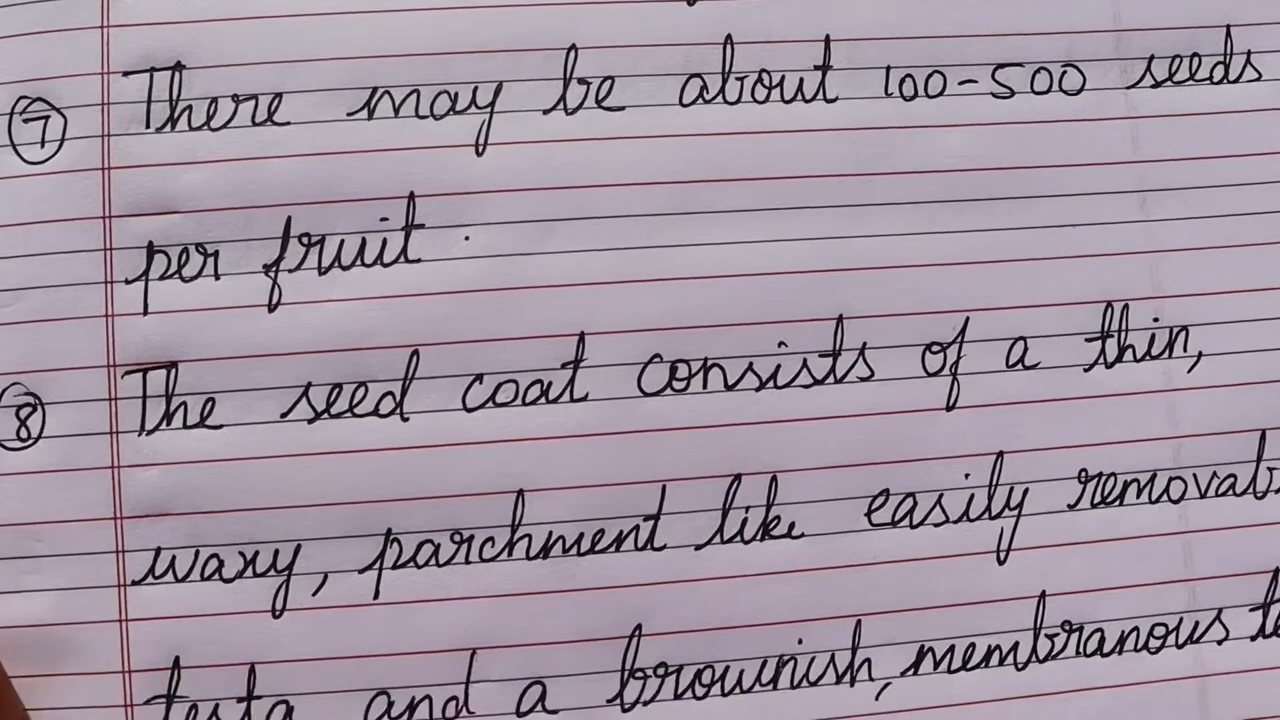 7 There may be about 100-500 seeds
per fruit.
8 The seed coat consists of a thin,
waxy, parchment like easily
testa and a brownish, membranous